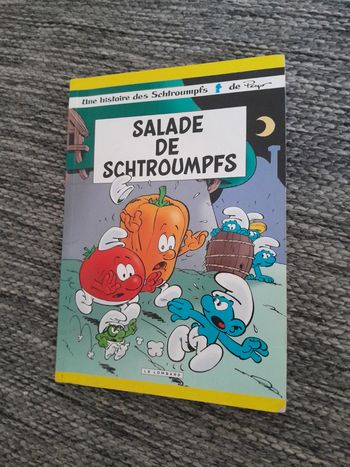 Une histoire des Schtroumpfs de Peyo
SALADE
DE
SCHTROUMPFS
LE LOMBARD